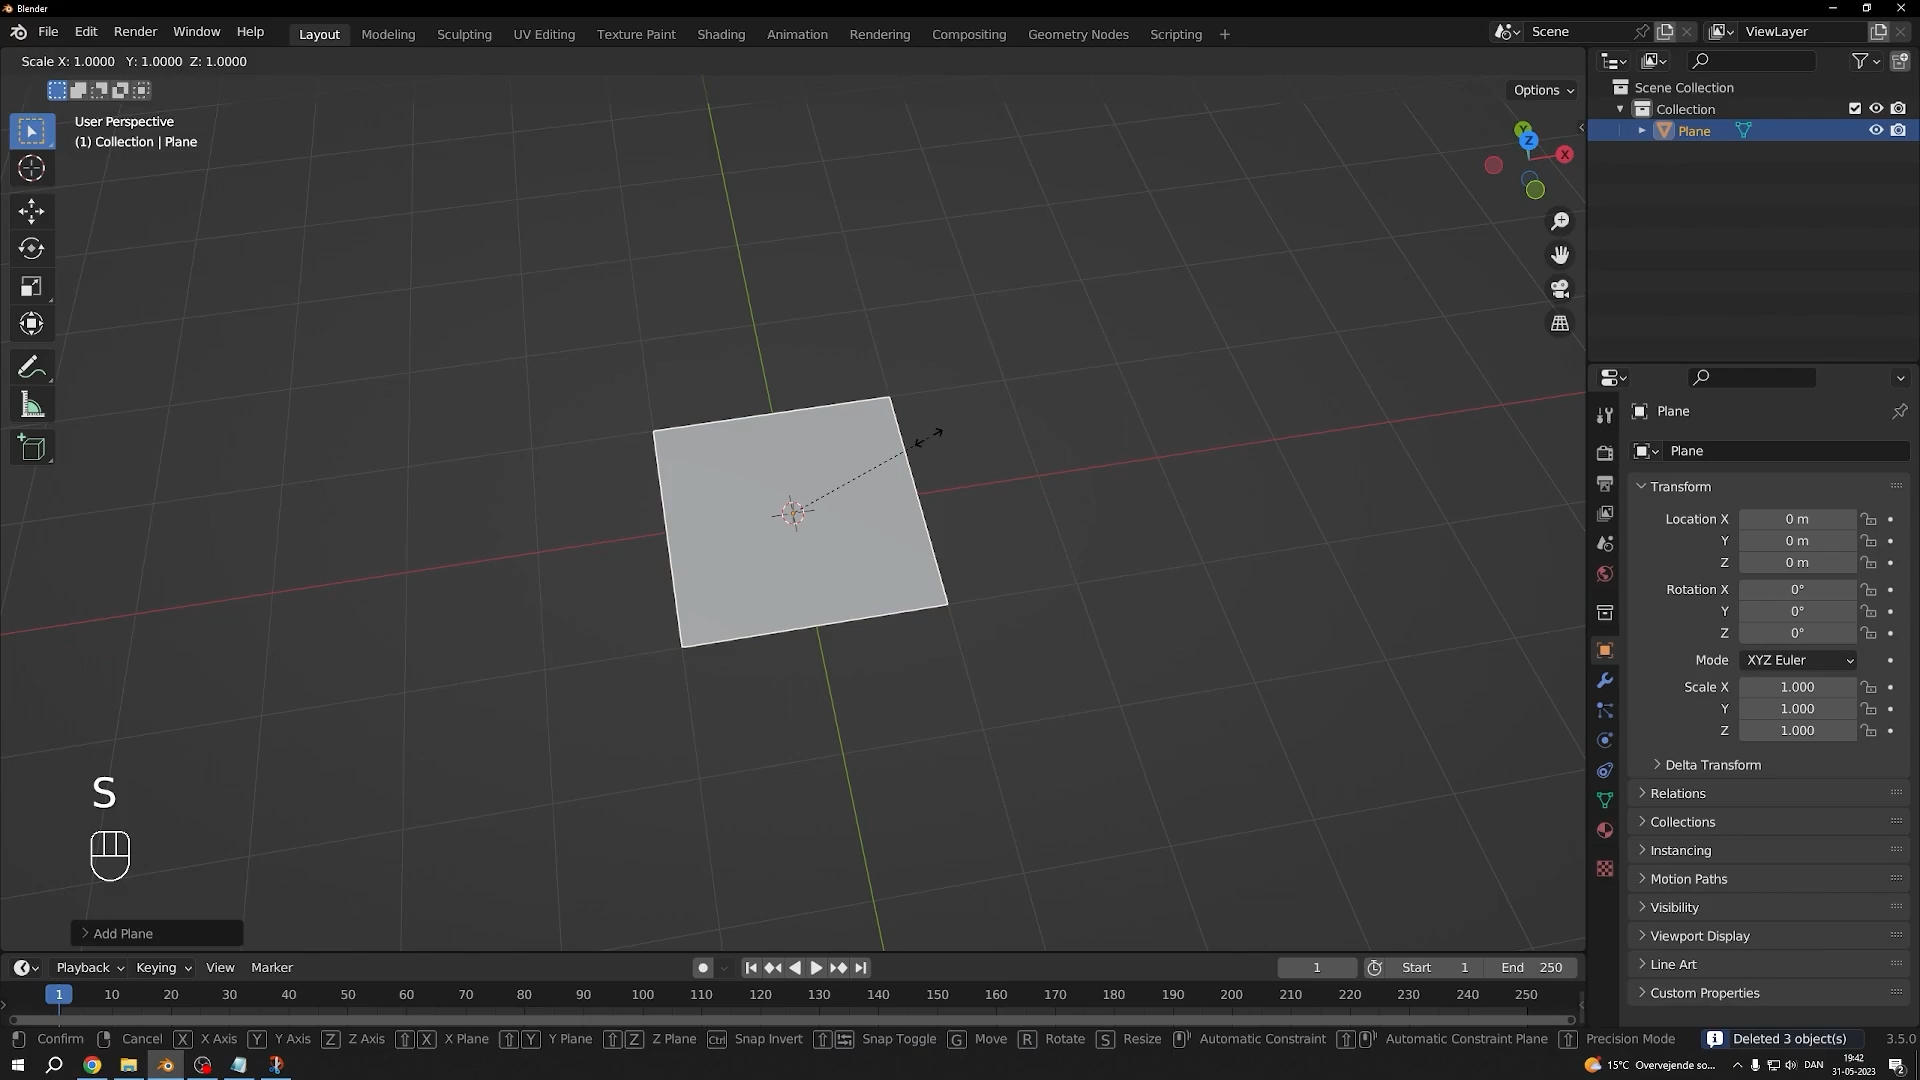 Blender
File Edit Render Window Help Layout Modeling Sculpting UV Editing Texture Paint Shading Animation Rendering Compositing Geometry Nodes Scripting + Scene ViewLayer
Scale X: 1.0000 Y: 1.0000 Z: 1.0000
Options
User Perspective
(1) Collection | Plane
Y
Z
X
Scene Collection
Collection
Plane
Plane
Plane
Transform
Location X 0 m
Y 0 m
Z 0 m
Rotation X 0°
Y 0°
Z 0°
Mode XYZ Euler
Scale X 1.000
Y 1.000
Z 1.000
Delta Transform
Relations
Collections
Instancing
Motion Paths
Visibility
Viewport Display
Line Art
Custom Properties
S
Add Plane
Playback Keying View Marker 1 Start 1 End 250
1 10 20 30 40 50 60 70 80 90 100 110 120 130 140 150 160 170 180 190 200 210 220 230 240 250
Confirm Cancel X X Axis Y Y Axis Z Z Axis X X Plane Y Y Plane Z Z Plane Ctrl Snap Invert Snap Toggle G Move R Rotate S Resize Automatic Constraint Automatic Constraint Plane Precision Mode Deleted 3 object(s) 3.5.0
15°C Overvejende so... DAN 19:42
31-05-2023
2